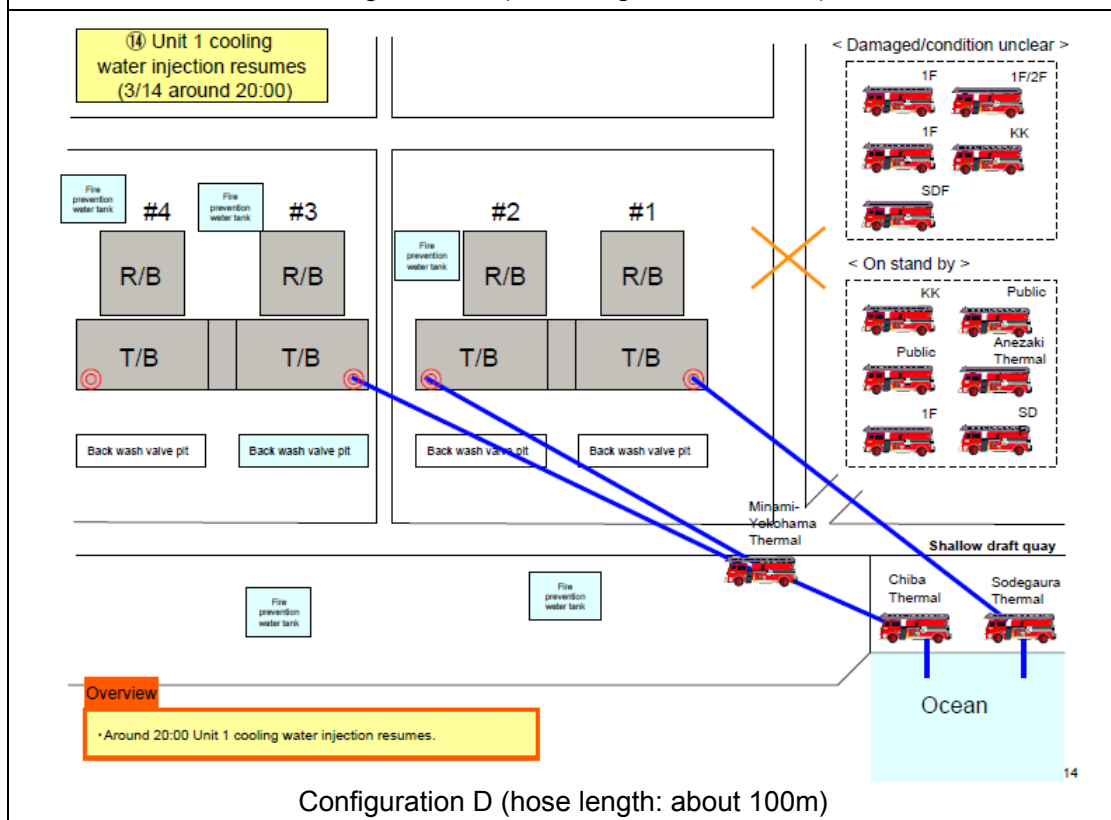 ⑭ Unit 1 cooling
water injection resumes
(3/14 around 20:00)
< Damaged/condition unclear >
1F
1F/2F
1F
KK
SDF
Fire
prevention
water tank
#4
Fire
prevention
water tank
#3
#2
#1
Fire
prevention
water tank
R/B
R/B
R/B
R/B
T/B
T/B
T/B
T/B
< On stand by >
KK
Public
Public
Anezaki
Thermal
1F
SD
Back wash valve pit
Back wash valve pit
Back wash valve pit
Back wash valve pit
Minami-
Yokohama
Thermal
Shallow draft quay
Chiba
Thermal
Sodegaura
Thermal
Fire
prevention
water tank
Fire
prevention
water tank
Ocean
Overview
・Around 20:00 Unit 1 cooling water injection resumes.
14
Configuration D (hose length: about 100m)